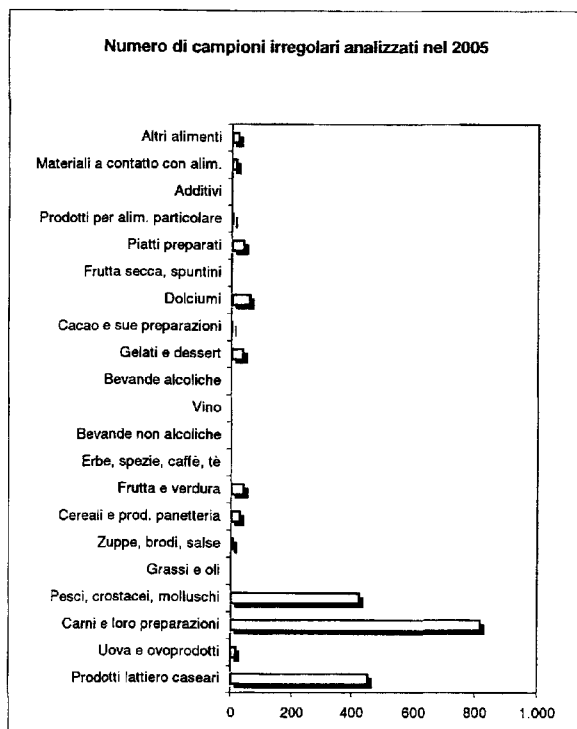 Numero di campioni irregolari analizzati nel 2005
Altri alimenti
Materiali a contatto con alim.
Additivi
Prodotti per alim. particolare
Piatti preparati
Frutta secca, spuntini
Dolciumi
Cacao e sue preparazioni
Gelati e dessert
Bevande alcoliche
Vino
Bevande non alcoliche
Erbe, spezie, caffè, tè
Frutta e verdura
Cereali e prod. panetteria
Zuppe, brodi, salse
Grassi e oli
Pesci, crostacei, molluschi
Carni e loro preparazioni
Uova e ovoprodotti
Prodotti lattiero caseari
0 200 400 600 800 1.000